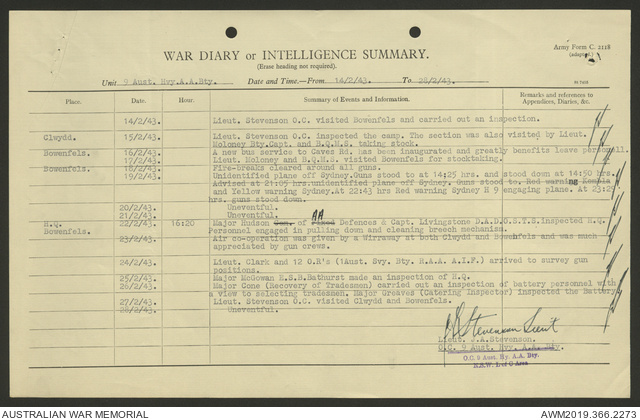 Army Form C. 2118
(adapted)
WAR DIARY or INTELLIGENCE SUMMARY.
(Erase heading not required).
Unit 9 Aust. Hvy.A.A.Bty. Date and Time.—From 14/2/43. To 28/2/43.
Place. Date. Hour. Summary of Events and Information. Remarks and references to Appendices, Diaries, &c.
14/2/43. Lieut. Stevenson O.C. visited Bowenfels and carried out an inspection.
Clwydd. 15/2/43. Lieut. Stevenson O.C. inspected the camp. The section was also visited by Lieut.
Holoney Bty.Capt. and B.Q.M.S. taking stock.
Bowenfels. 16/2/43. A new bus service to Caves Rd. has been inaugurated and greatly benefits leave personell.
17/2/43. Lieut. Holoney and B.Q.M.S. visited Bowenfels for stocktaking.
Bowenfels. 18/2/43. Fire-breaks cleared around all guns.
19/2/43. Unidentified plane off Sydney.Guns stood to at 14:25 hrs. and stood down at 14:50 hrs.
Advised at 21:05 hrs.unidentified plane off Sydney. Guns stood to. Red warning
and Yellow warning Sydney.At 22:43 hrs Red warning Sydney R 9 engaging plane. At 23:29
hrs. guns stood down.
20/2/43. Uneventful.
21/2/43. Uneventful.
H.Q. 22/2/43. 16:20 Major Hudson AA Defences & Capt. Livingstone D.A.D.O.S.Y.S.inspected H.Q.
Bowenfels. Personnel engaged in pulling down and cleaning breech mechanism.
23/2/43. Air co-operation was given by a Wirraway at both Clwydd and Bowenfels and was much
appreciated by gun crews.
24/2/43. Lieut. Clark and 12 O.R's (1Aust. Svy. Bty. R.A.A. A.I.F.) arrived to survey gun
positions.
25/2/43. Major McGowan M.S.R.Bathurst made an inspection of H.Q.
26/2/43. Major Cone (Recovery of Tradesmen) carried out an inspection of battery personnel with
a view to selecting tradesmen. Major Greaves (Catering Inspector) inspected the Battery.
27/2/43. Lieut. Stevenson O.C. visited Clwydd and Bowenfels.
28/2/43. Uneventful.
Stevenson Lieut
Lieut. J.A.Stevenson.
O.C. 9 Aust. Hvy. A.A. Bty.
O.C. 9 Aust. Hy. A.A. Bty.
N.S.W. L of C Area
AUSTRALIAN WAR MEMORIAL
AWM2019.366.2273